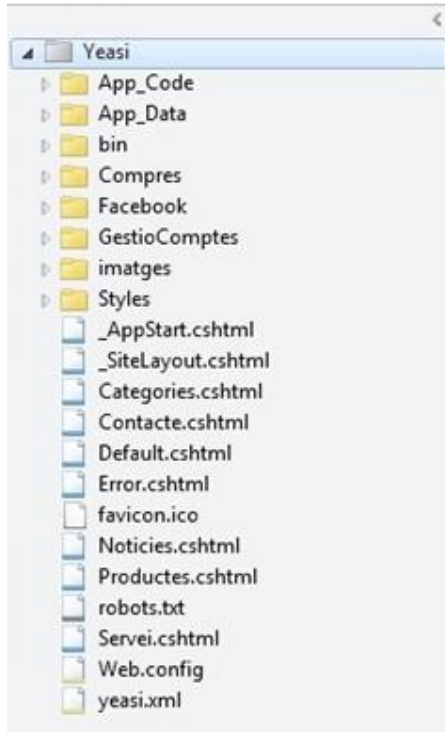 Yeasi
App_Code
App_Data
bin
Compres
Facebook
GestioComptes
imatges
Styles
_AppStart.cshtml
_SiteLayout.cshtml
Categories.cshtml
Contacte.cshtml
Default.cshtml
Error.cshtml
favicon.ico
Noticies.cshtml
Productes.cshtml
robots.txt
Servei.cshtml
Web.config
yeasi.xml